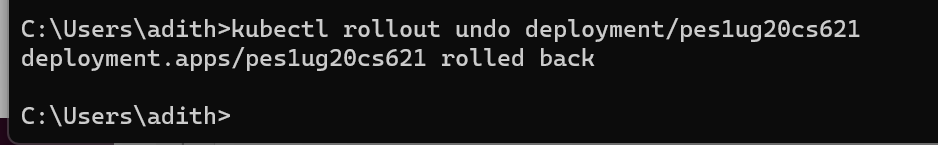 C:\Users\adith>kubectl rollout undo deployment/pes1ug20cs621
deployment.apps/pes1ug20cs621 rolled back
C:\Users\adith>